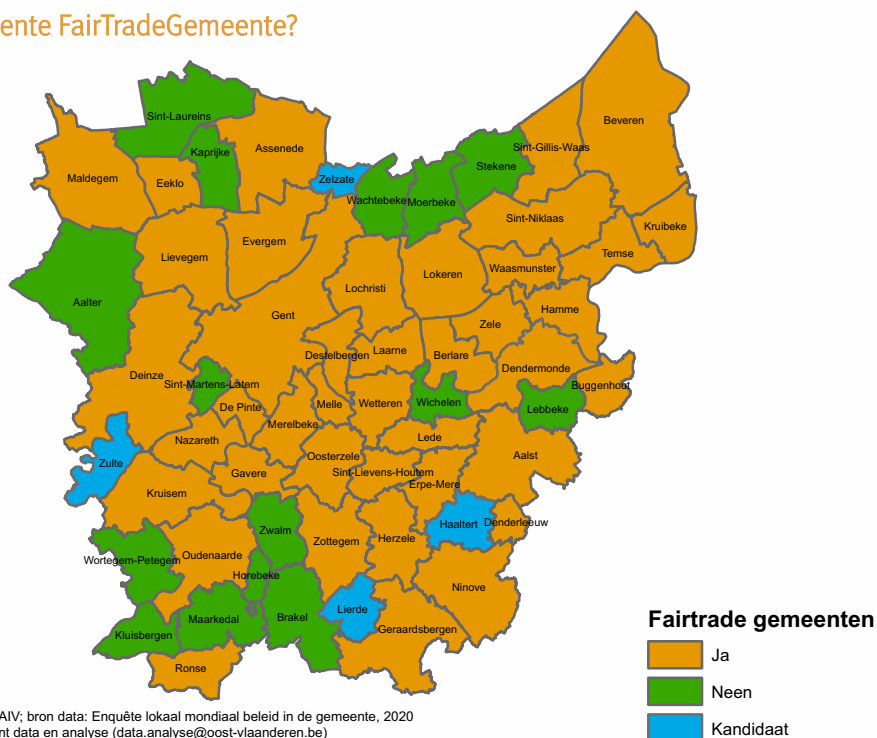 ente FairTradeGemeente?
Beveren
Sint-Laureins
Sint-Gillis-Waas
Assenede
Kaprijke
Stekene
Maldegem
Eeklo
Zelzate
Wachtebeke
Moerbeke
Sint-Niklaas
Kruibeke
Evergem
Temse
Lievegem
Waasmunster
Lokeren
Lochristi
Aalter
Hamme
Gent
Zele
Destelbergen
Laarne
Berlare
Dendermonde
Deinze
Sint-Martens-Latem
Buggenhout
De Pinte
Melle
Wetteren
Wichelen
Lebbeke
Merelbeke
Nazareth
Lede
Oosterzele
Aalst
Zulte
Gavere
Sint-Lievens-Houtem
Erpe-Mere
Kruisem
Haaltert
Denderleeuw
Zwalm
Zottegem
Herzele
Wortegem-Petegem
Oudenaarde
Horebeke
Ninove
Lierde
Maarkedal
Brakel
Geraardsbergen
Kluisbergen
Ronse
Fairtrade gemeenten
Ja
Neen
Kandidaat
AIV; bron data: Enquête lokaal mondiaal beleid in de gemeente, 2020
nt data en analyse (data.analyse@oost-vlaanderen.be)